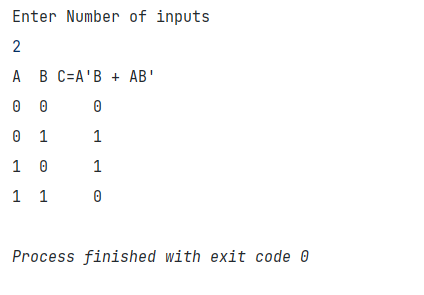 Enter Number of inputs
2
A  B C=A'B + AB'
0  0     0
0  1     1
1  0     1
1  1     0
Process finished with exit code 0